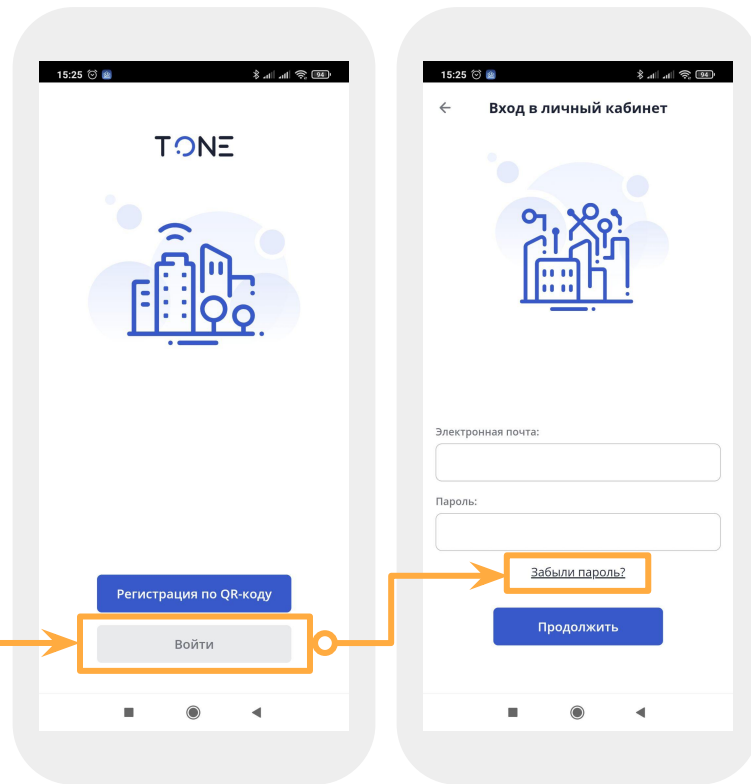 15:25
94
TONE
Регистрация по QR-коду
Войти
15:25
94
Вход в личный кабинет
Электронная почта:
Пароль:
Забыли пароль?
Продолжить